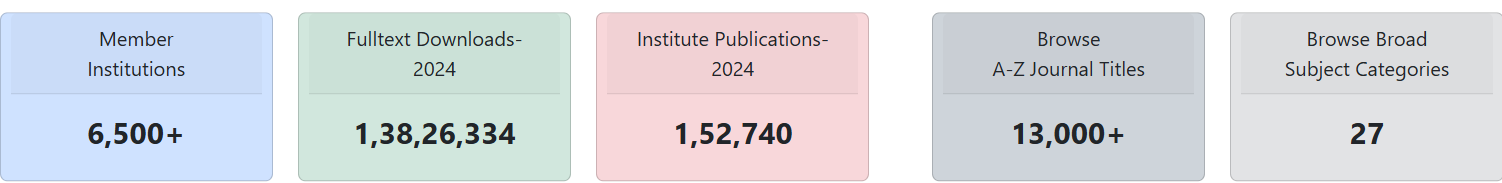 Member
Institutions
6,500+
Fulltext Downloads-
2024
1,38,26,334
Institute Publications-
2024
1,52,740
Browse
A-Z Journal Titles
13,000+
Browse Broad
Subject Categories
27